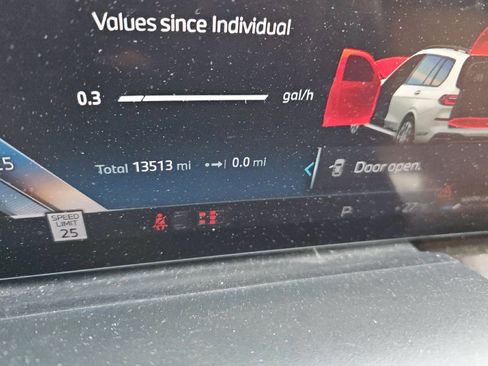 Values since Individual
0.3 gal/h
Total 13513 mi 0.0 mi
Door open.
SPEED
LIMIT
25
P